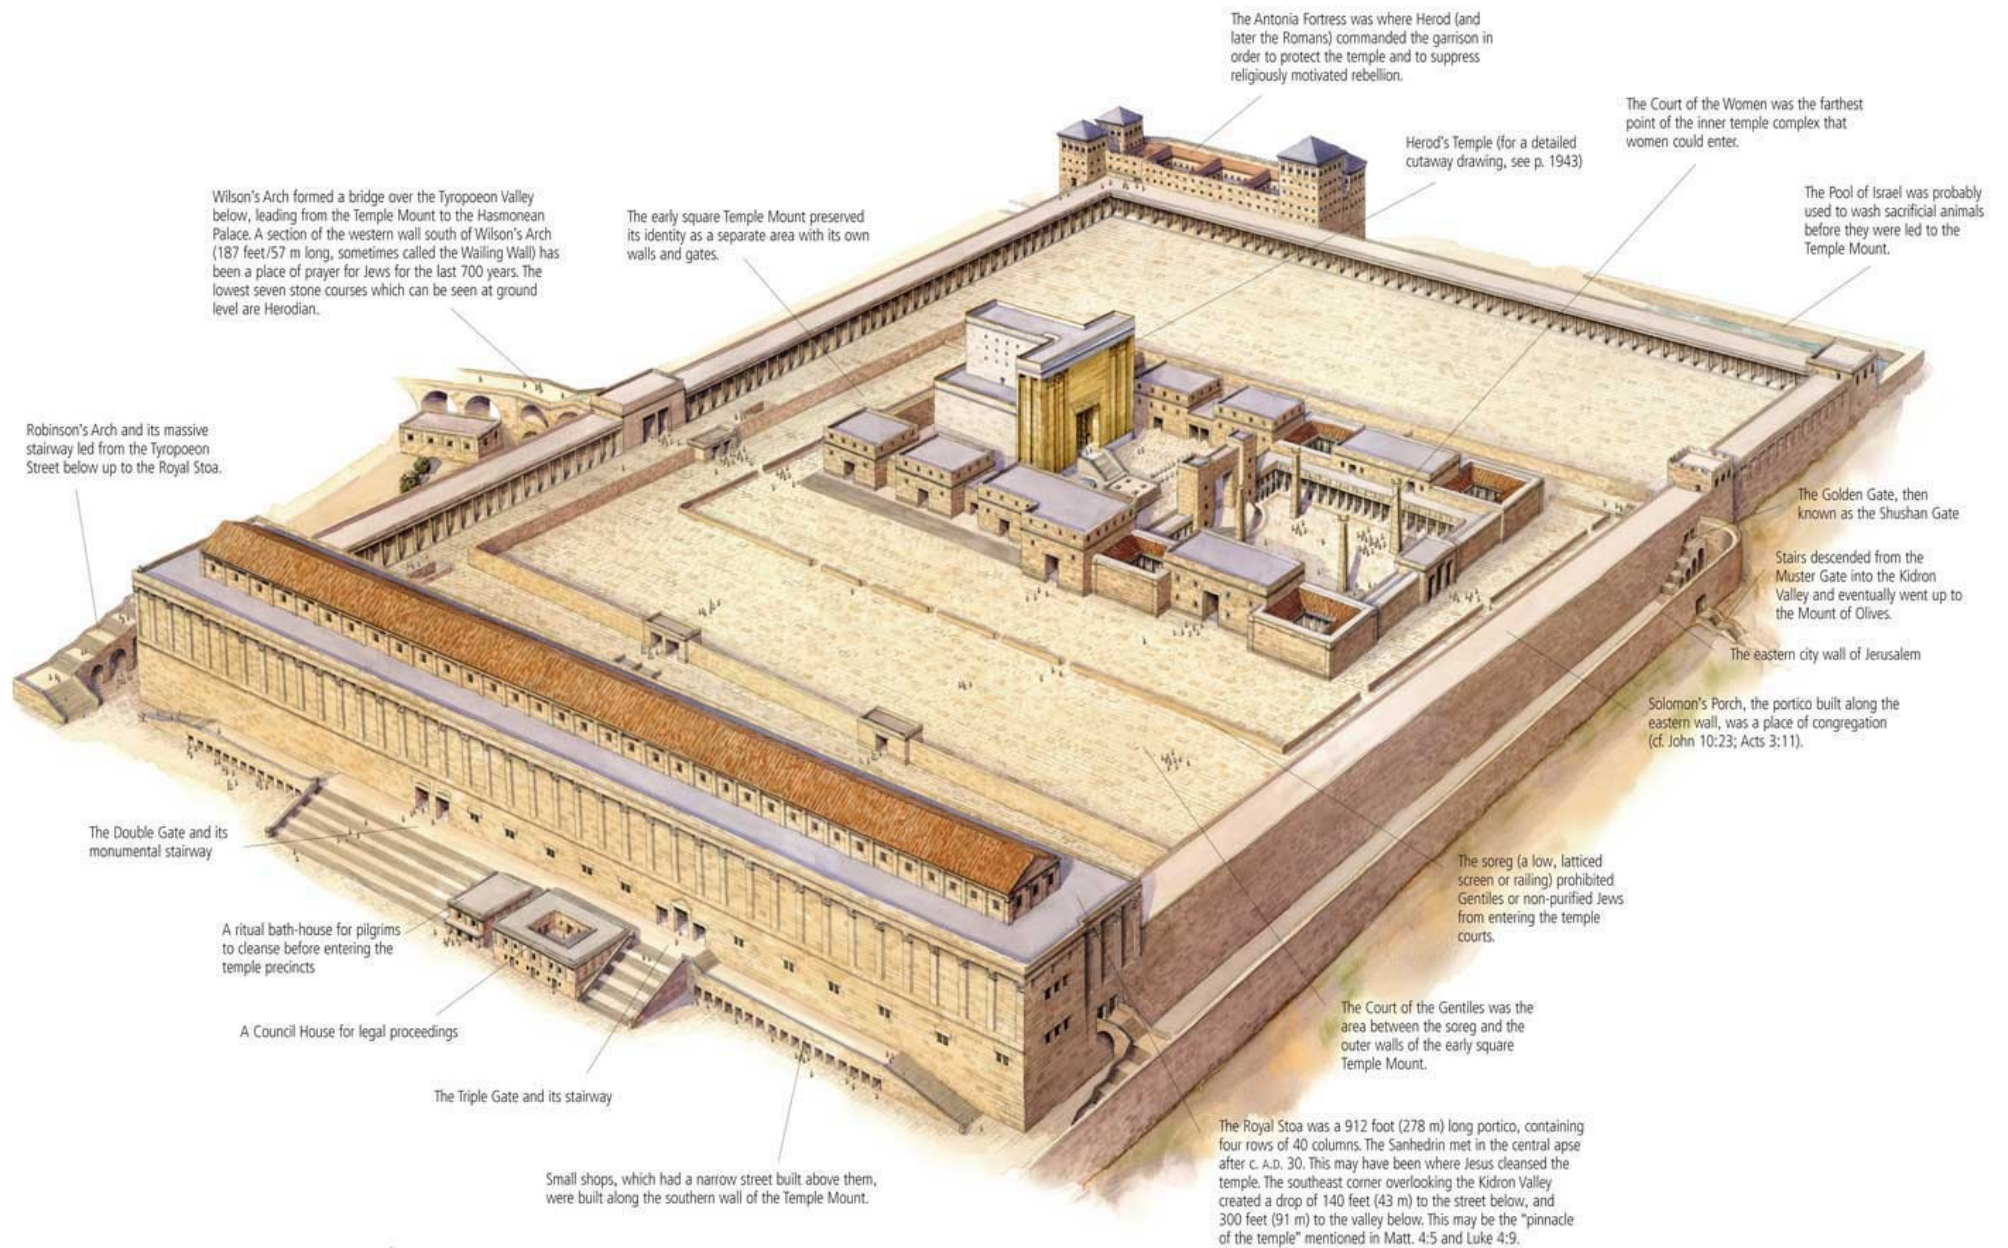 The Antonia Fortress was where Herod (and
later the Romans) commanded the garrison in
order to protect the temple and to suppress
religiously motivated rebellion.
The Court of the Women was the farthest
point of the inner temple complex that
women could enter.
Herod's Temple (for a detailed
cutaway drawing, see p. 1943)
The Pool of Israel was probably
used to wash sacrificial animals
before they were led to the
Temple Mount.
Wilson's Arch formed a bridge over the Tyropoeon Valley
below, leading from the Temple Mount to the Hasmonean
Palace. A section of the western wall south of Wilson's Arch
(187 feet/57 m long, sometimes called the Wailing Wall) has
been a place of prayer for Jews for the last 700 years. The
lowest seven stone courses which can be seen at ground
level are Herodian.
The early square Temple Mount preserved
its identity as a separate area with its own
walls and gates.
Robinson's Arch and its massive
stairway led from the Tyropoeon
Street below up to the Royal Stoa.
The Golden Gate, then
known as the Shushan Gate
Stairs descended from the
Muster Gate into the Kidron
Valley and eventually went up to
the Mount of Olives.
The eastern city wall of Jerusalem
Solomon's Porch, the portico built along the
eastern wall, was a place of congregation
(cf. John 10:23; Acts 3:11).
The Double Gate and its
monumental stairway
The soreg (a low, latticed
screen or railing) prohibited
Gentiles or non-purified Jews
from entering the temple
courts.
A ritual bath-house for pilgrims
to cleanse before entering the
temple precincts
A Council House for legal proceedings
The Court of the Gentiles was the
area between the soreg and the
outer walls of the early square
Temple Mount.
The Triple Gate and its stairway
The Royal Stoa was a 912 foot (278 m) long portico, containing
four rows of 40 columns. The Sanhedrin met in the central apse
after c. A.D. 30. This may have been where Jesus cleansed the
temple. The southeast corner overlooking the Kidron Valley
created a drop of 140 feet (43 m) to the street below, and
300 feet (91 m) to the valley below. This may be the "pinnacle
of the temple" mentioned in Matt. 4:5 and Luke 4:9.
Small shops, which had a narrow street built above them,
were built along the southern wall of the Temple Mount.